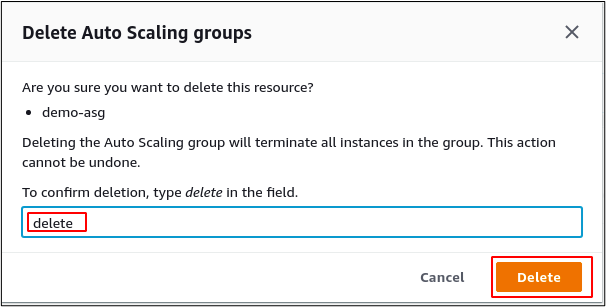 Delete Auto Scaling groups
Are you sure you want to delete this resource?
• demo-asg
Deleting the Auto Scaling group will terminate all instances in the group. This action
cannot be undone.
To confirm deletion, type delete in the field.
delete
Cancel
Delete